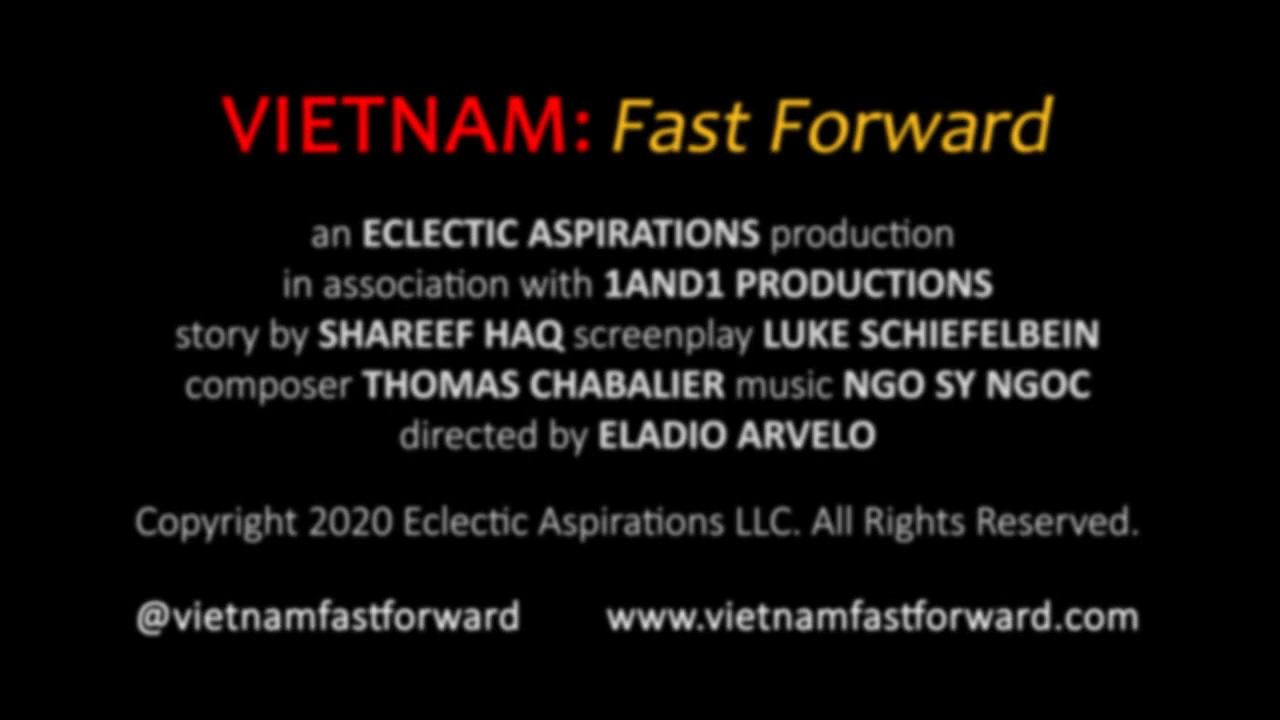 VIETNAM: Fast Forward
an ECLECTIC ASPIRATIONS production
in association with 1AND1 PRODUCTIONS
story by SHAREEF HAQ screenplay LUKE SCHIEFELBEIN
composer THOMAS CHABALIER music NGO SY NGOC
directed by ELADIO ARVELO
Copyright 2020 Eclectic Aspirations LLC. All Rights Reserved.
@vietnamfastforward www.vietnamfastforward.com